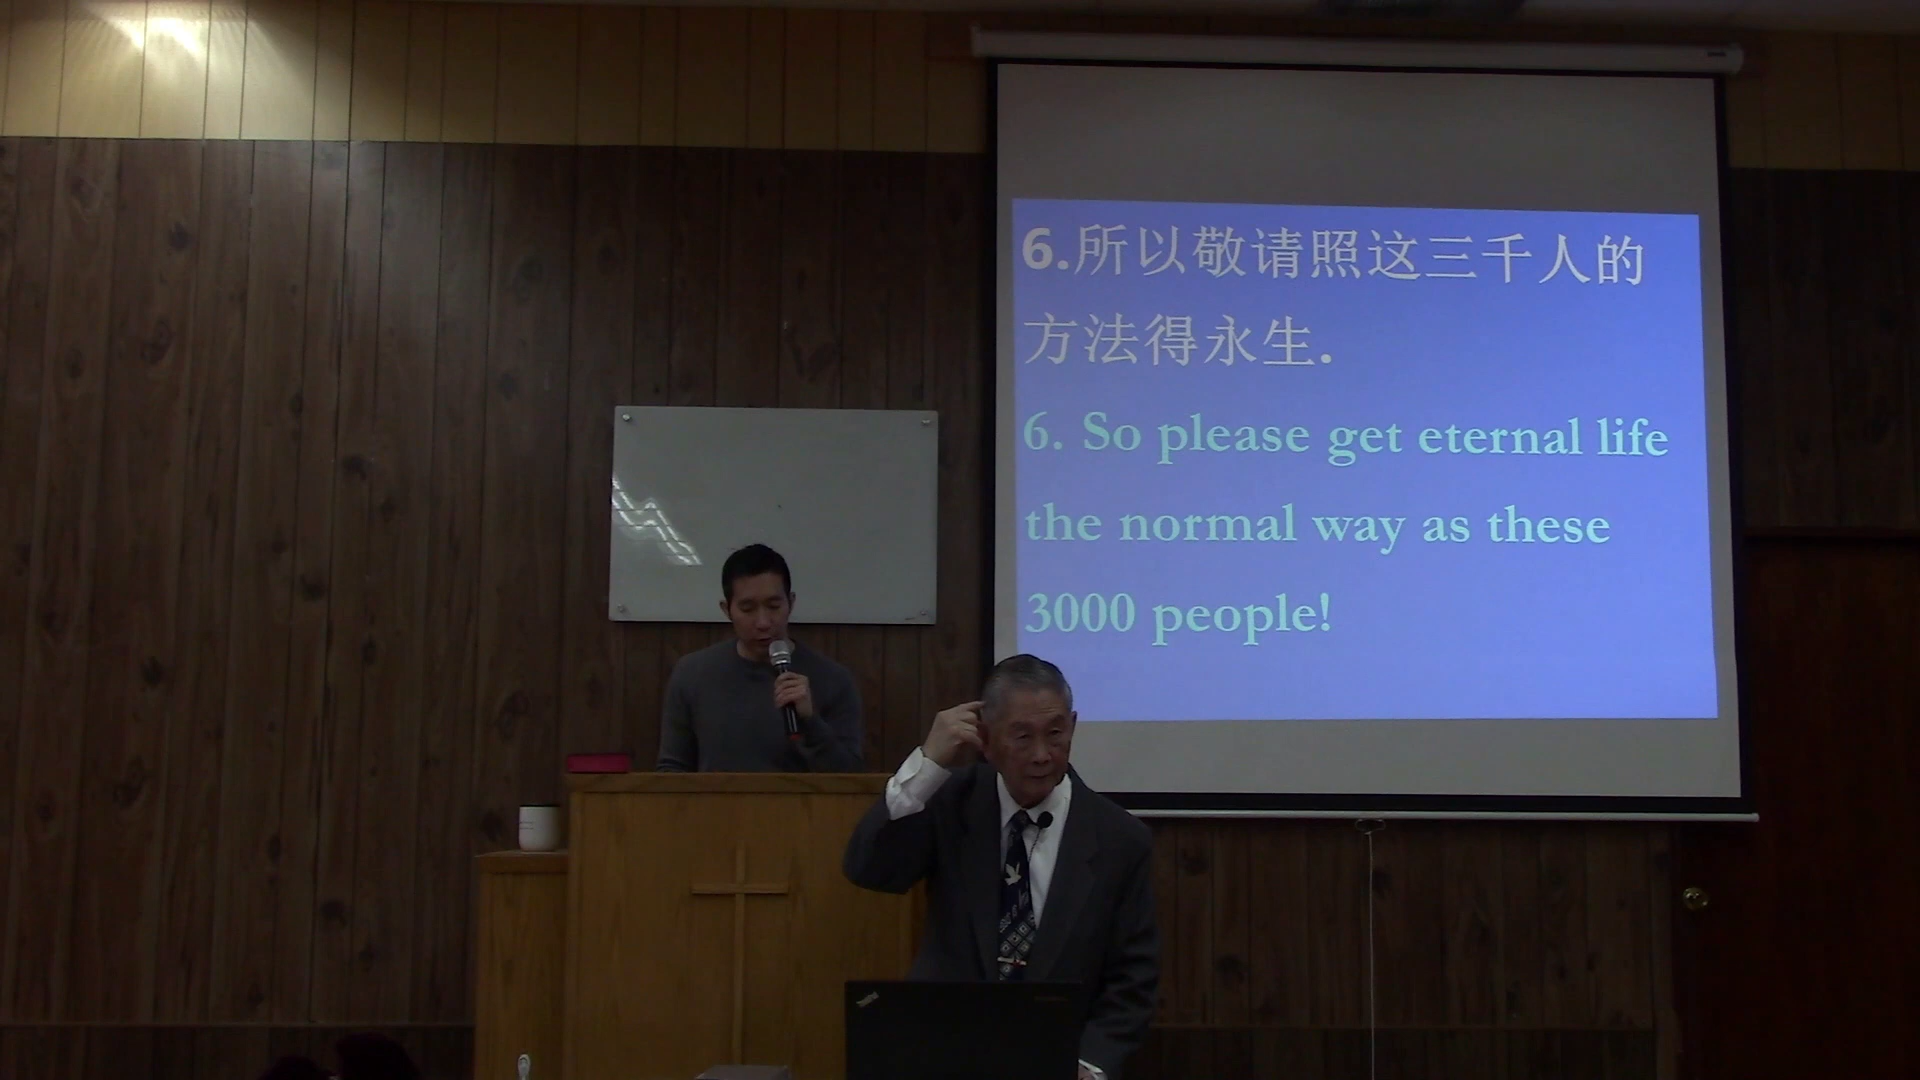 6.所以敬请照这三千人的
方法得永生.
6. So please get eternal life
the normal way as these
3000 people!
ThinkPad